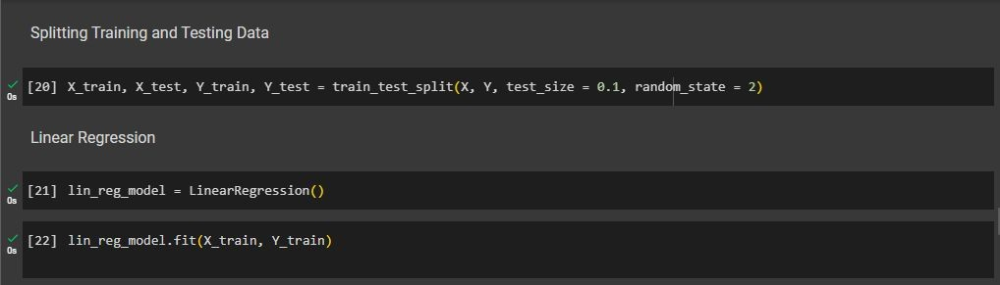 Splitting Training and Testing Data
[20] X_train, X_test, Y_train, Y_test = train_test_split(X, Y, test_size = 0.1, random_state = 2)
0s
Linear Regression
[21] lin_reg_model = LinearRegression()
0s
[22] lin_reg_model.fit(X_train, Y_train)
0s